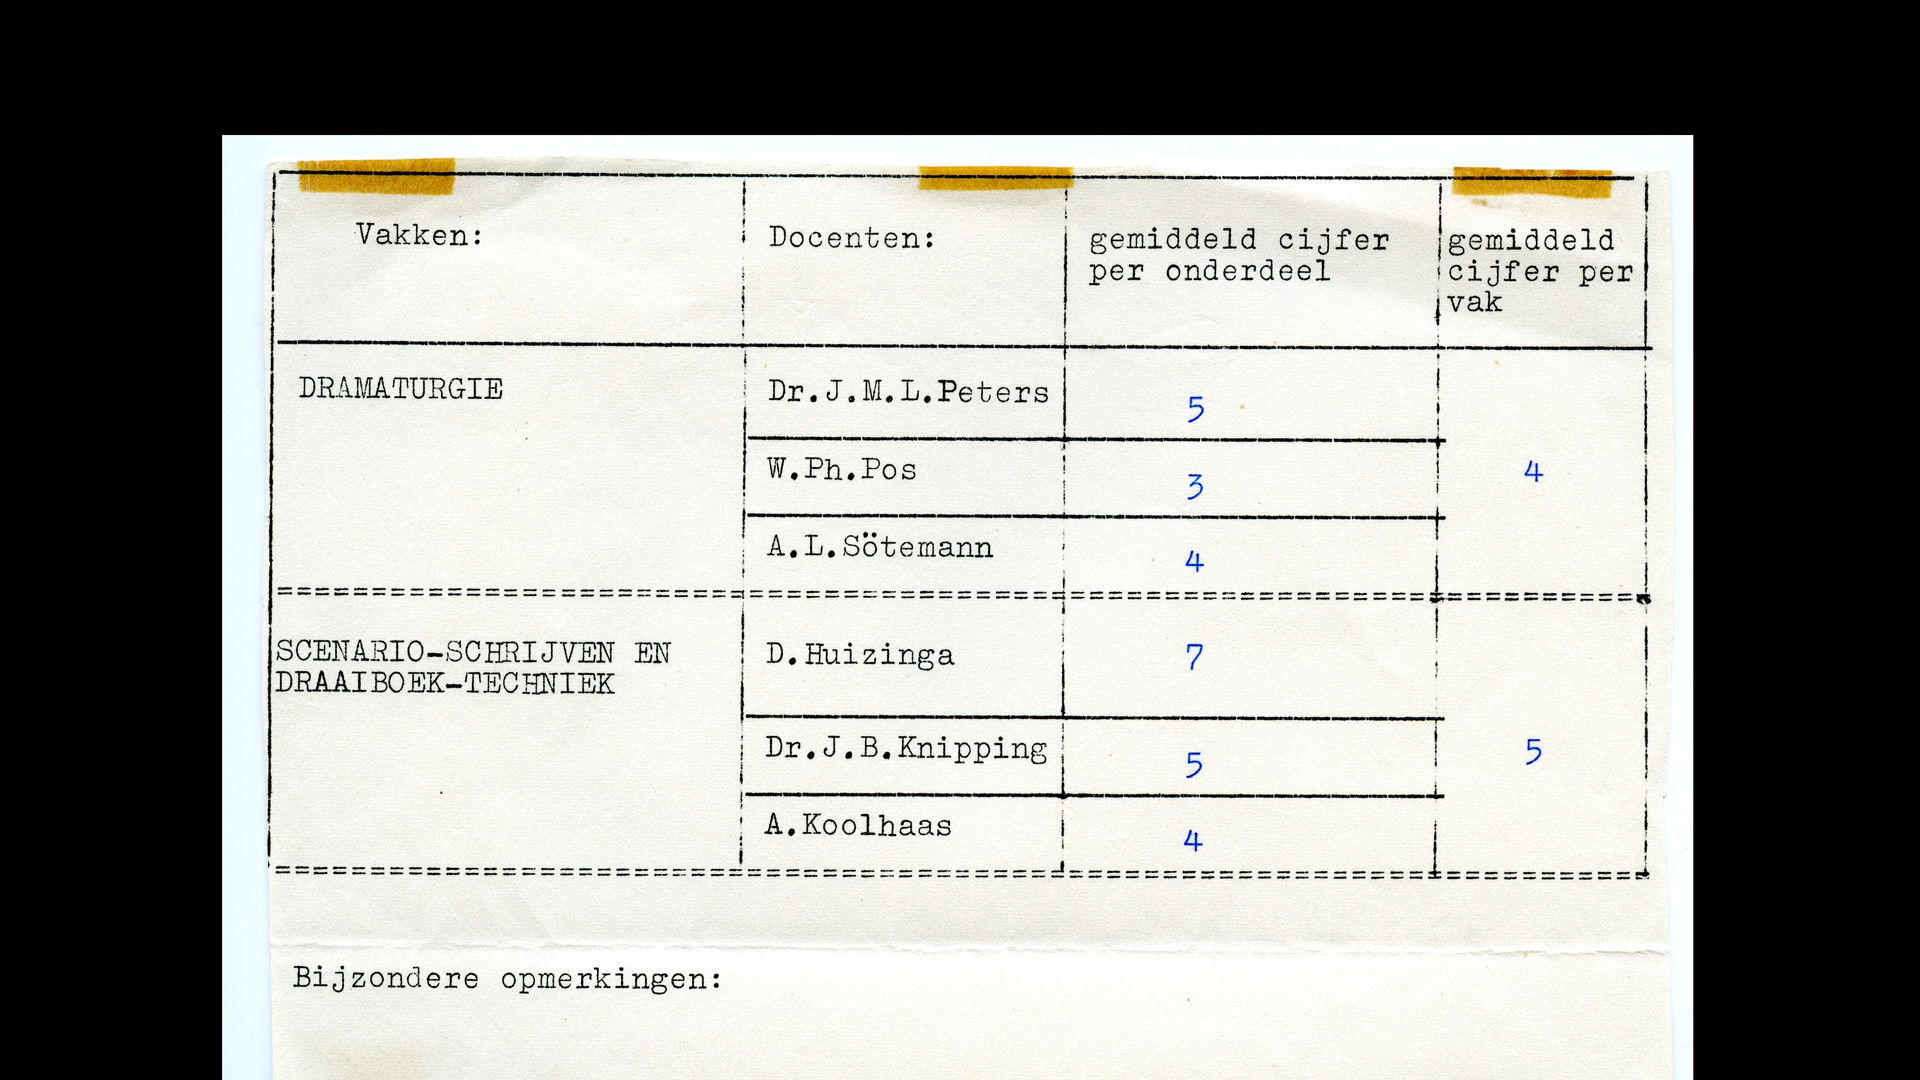 Vakken:
Docenten:
gemiddeld cijfer
per onderdeel
gemiddeld
cijfer per
vak
DRAMATURGIE
Dr.J.M.L.Peters
5
W.Ph.Pos
3
4
A.L.Sötemann
4
SCENARIO-SCHRIJVEN EN
DRAAIBOEK-TECHNIEK
D.Huizinga
7
Dr.J.B.Knipping
5
5
A.Koolhaas
4
Bijzondere opmerkingen: